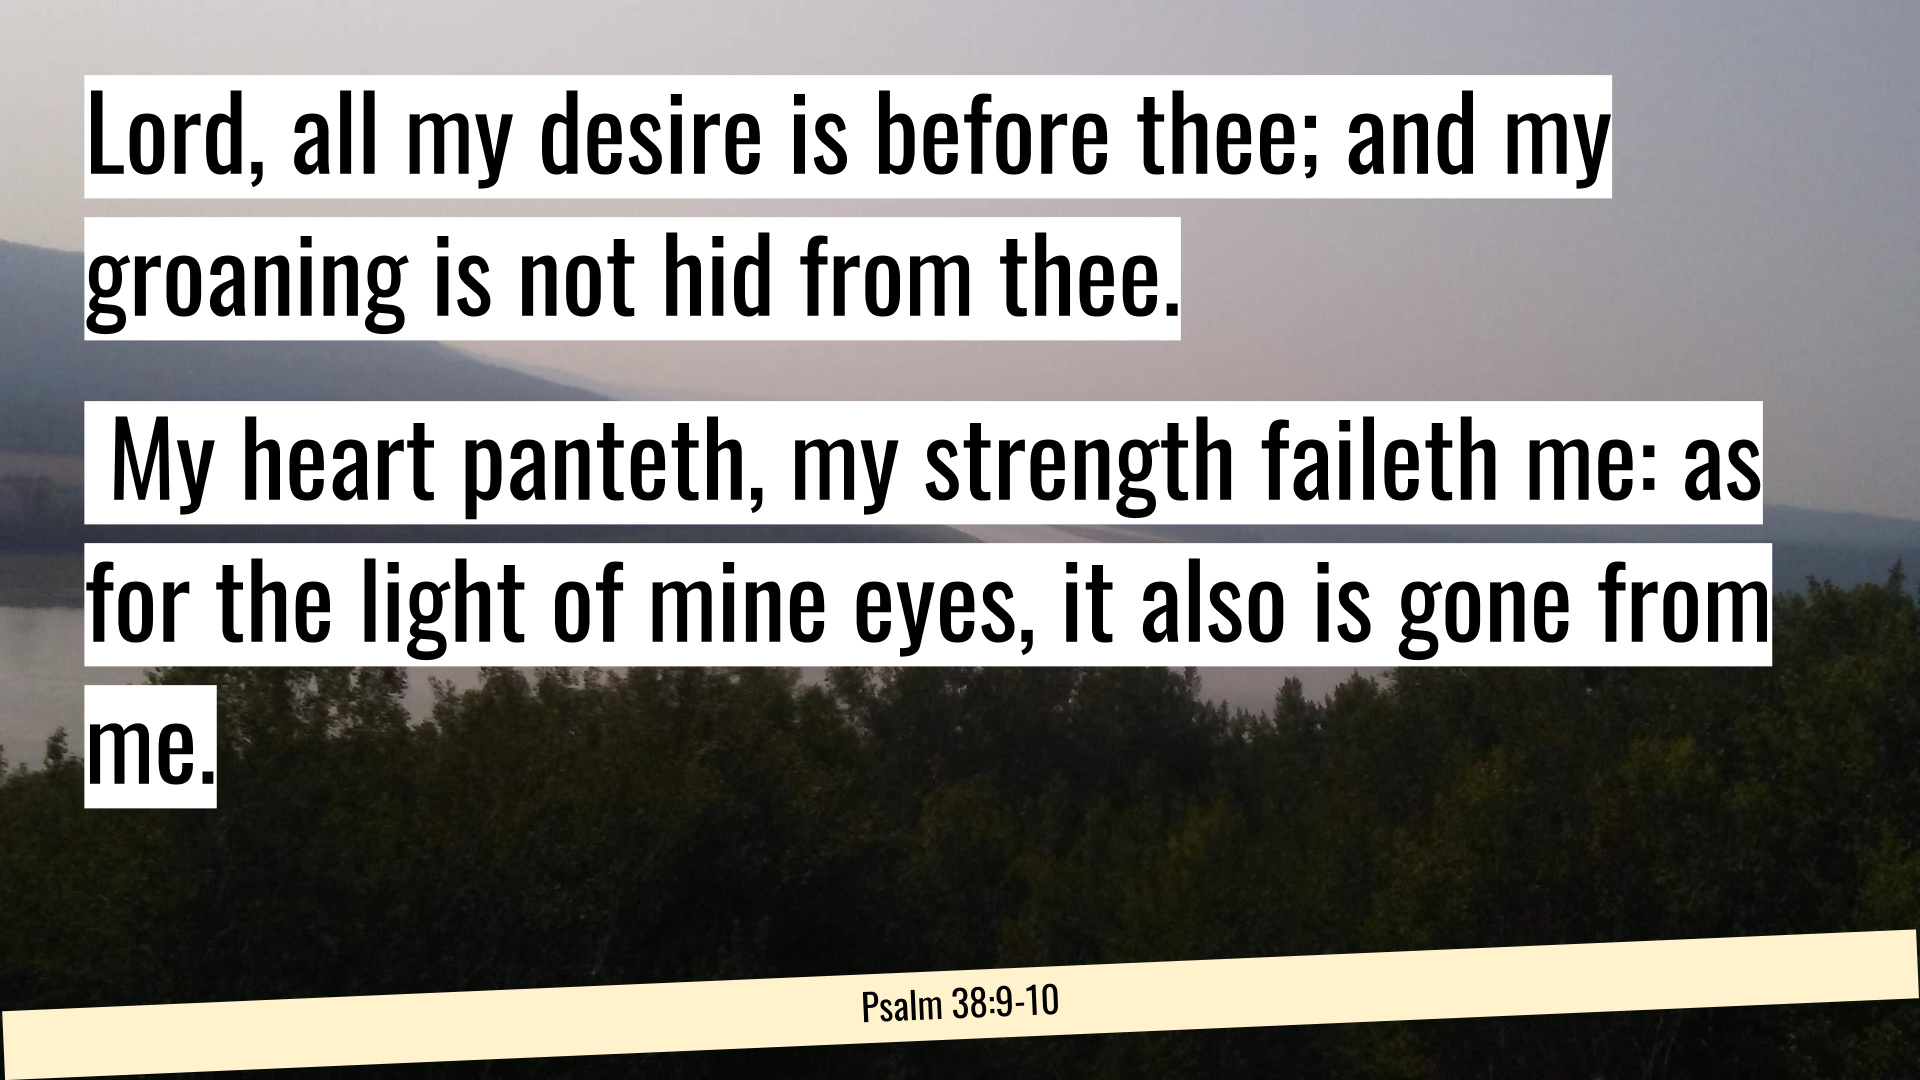 Lord, all my desire is before thee; and my
groaning is not hid from thee.
My heart panteth, my strength faileth me: as
for the light of mine eyes, it also is gone from
me.
Psalm 38:9-10